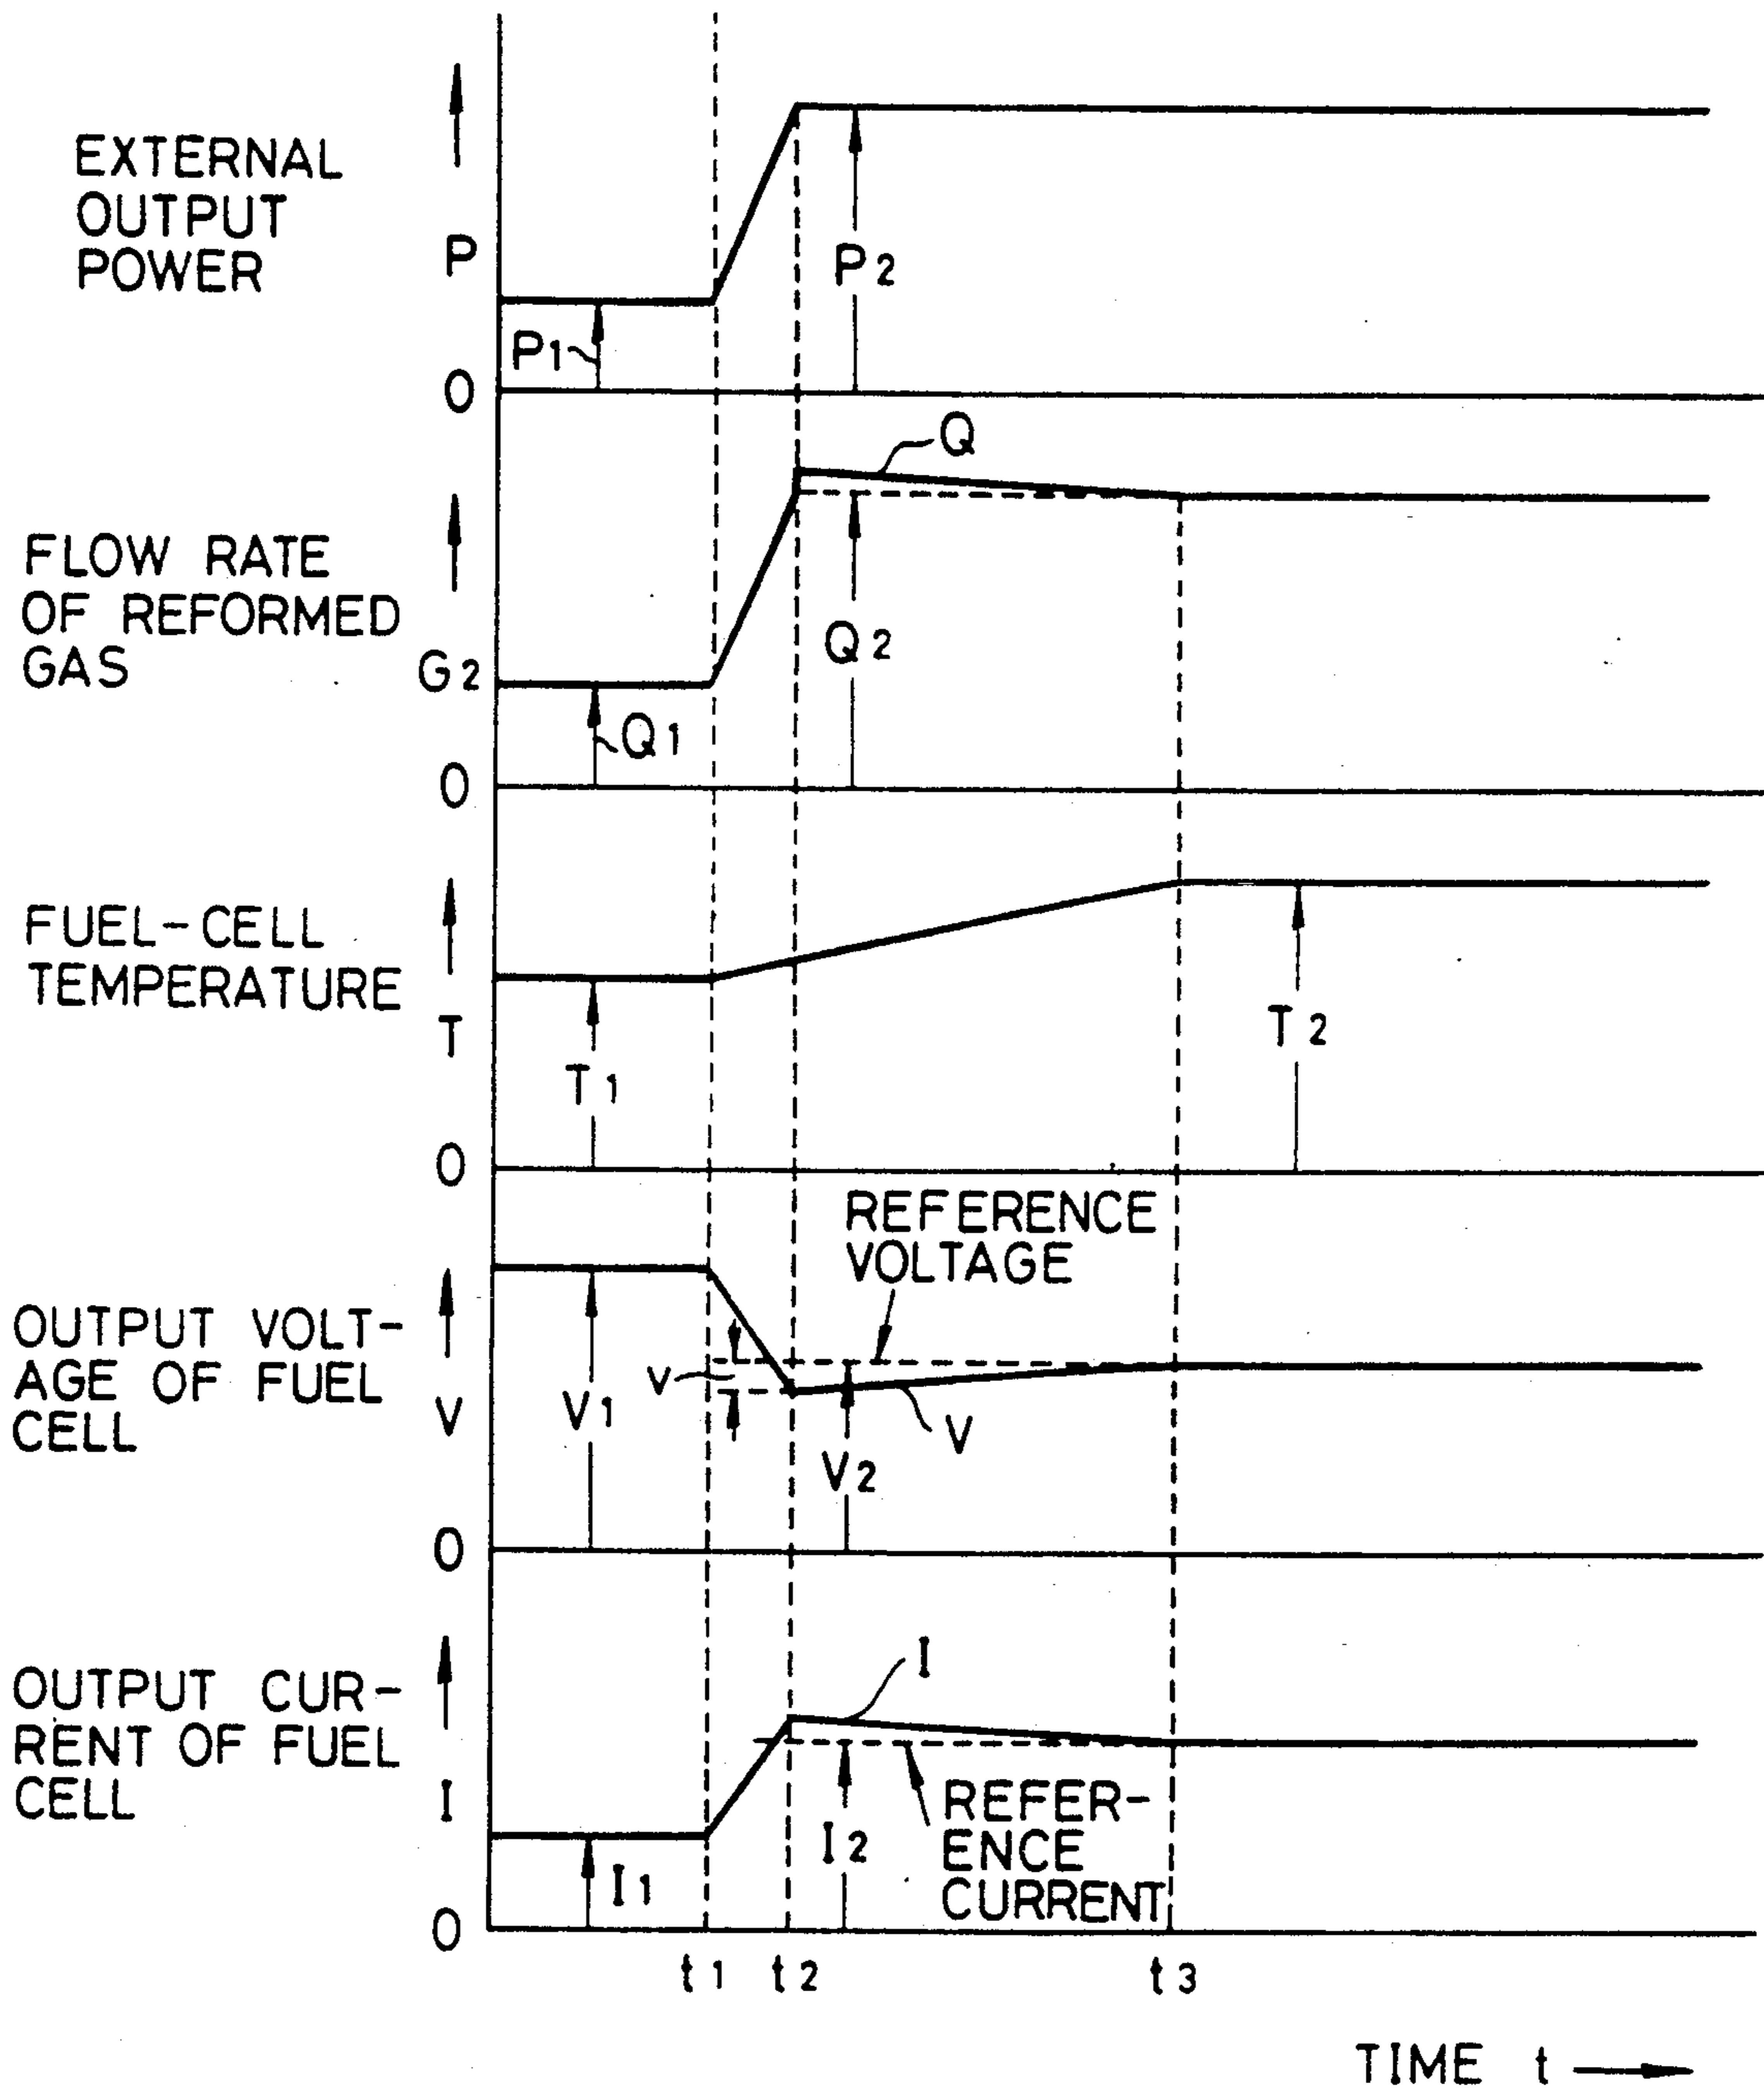 EXTERNAL
OUTPUT
POWER
P
P1
P2
0
FLOW RATE
OF REFORMED
GAS
G2
Q
Q1
Q2
0
FUEL-CELL
TEMPERATURE
T
T1
T2
0
REFERENCE
VOLTAGE
OUTPUT VOLT-
AGE OF FUEL
CELL
V
V1
v
V
V2
0
OUTPUT CUR-
RENT OF FUEL
CELL
I
I
I1
I2
REFER-
ENCE
CURRENT
0
t1 t2 t3
TIME t